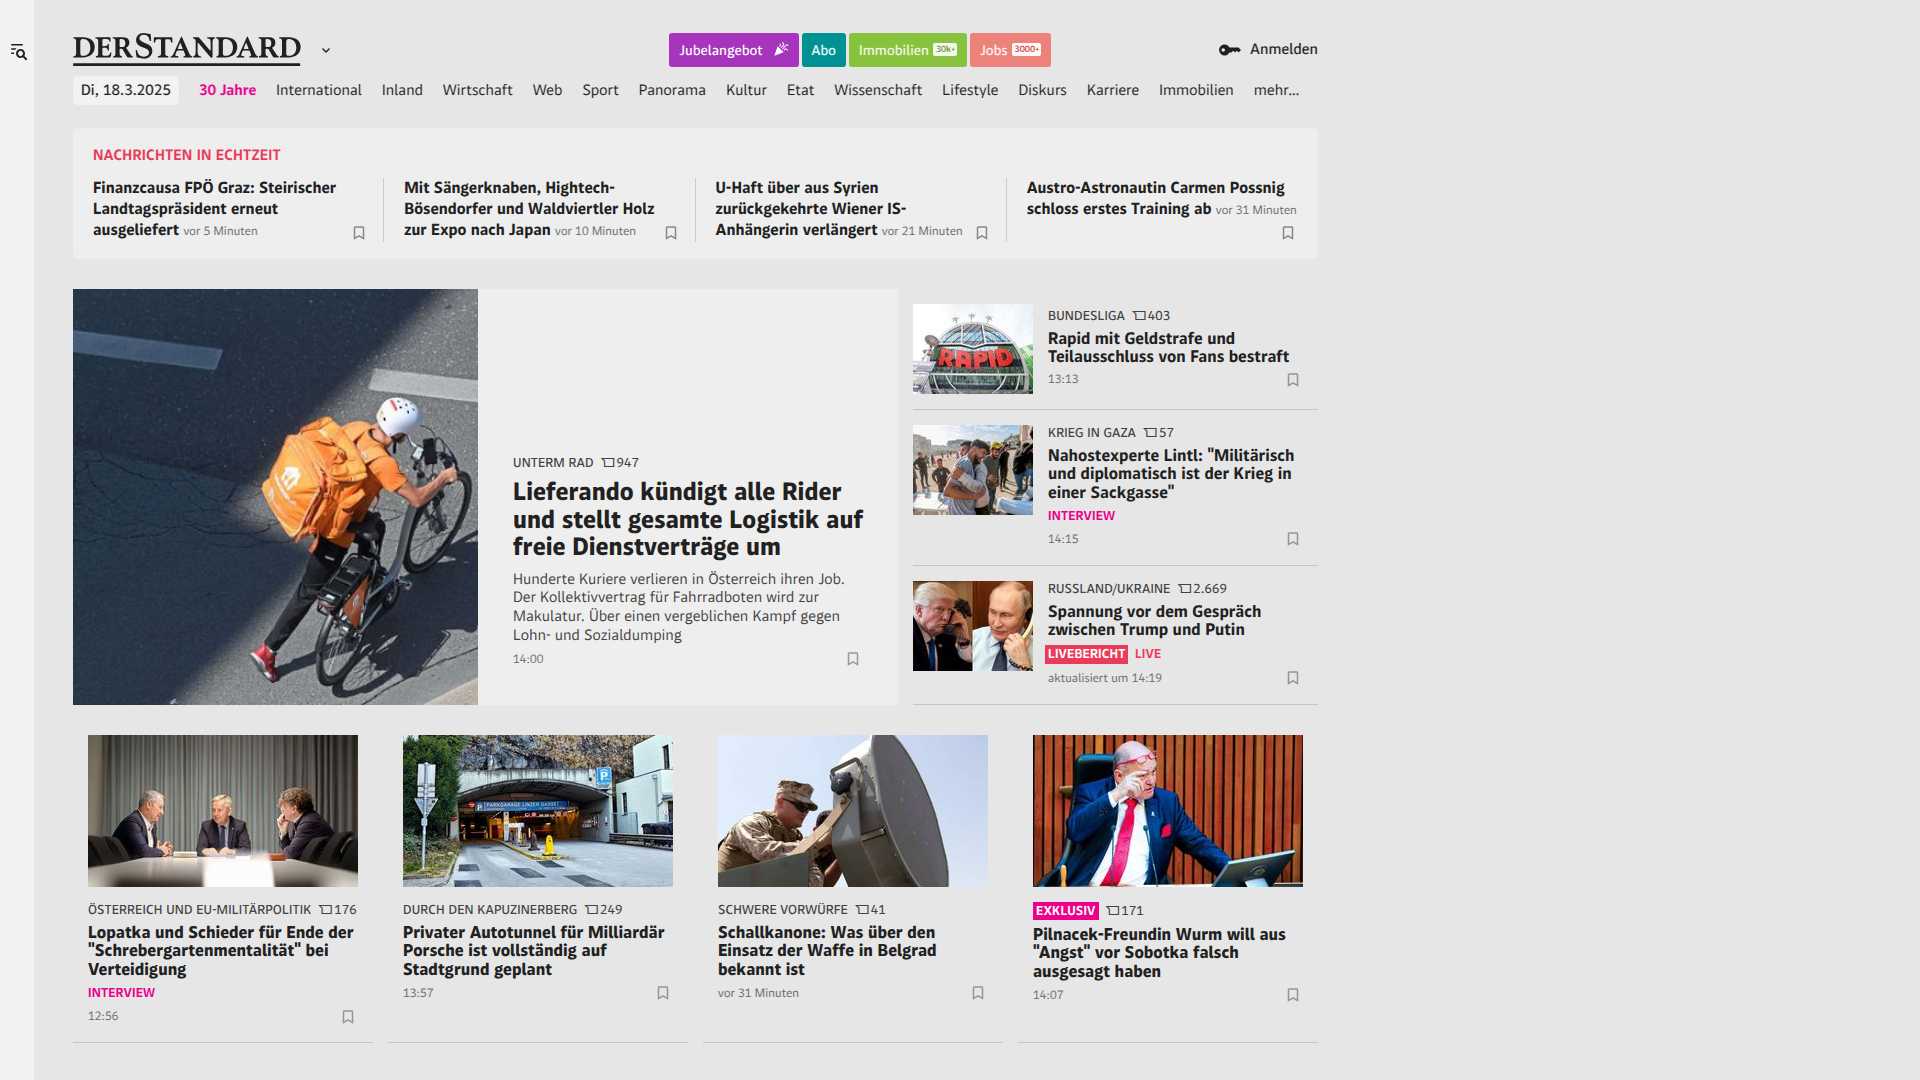 DERSTANDARD
Jubelangebot
Abo
Immobilien 30k+
Jobs 3000+
Anmelden
Di, 18.3.2025
30 Jahre
International
Inland
Wirtschaft
Web
Sport
Panorama
Kultur
Etat
Wissenschaft
Lifestyle
Diskurs
Karriere
Immobilien
mehr...
NACHRICHTEN IN ECHTZEIT
Finanzcausa FPÖ Graz: Steirischer
Landtagspräsident erneut
ausgeliefert vor 5 Minuten
Mit Sängerknaben, Hightech-
Bösendorfer und Waldviertler Holz
zur Expo nach Japan vor 10 Minuten
U-Haft über aus Syrien
zurückgekehrte Wiener IS-
Anhängerin verlängert vor 21 Minuten
Austro-Astronautin Carmen Possnig
schloss erstes Training ab vor 31 Minuten
UNTERM RAD 947
Lieferando kündigt alle Rider
und stellt gesamte Logistik auf
freie Dienstverträge um
Hunderte Kuriere verlieren in Österreich ihren Job.
Der Kollektivvertrag für Fahrradboten wird zur
Makulatur. Über einen vergeblichen Kampf gegen
Lohn- und Sozialdumping
14:00
RAPID
BUNDESLIGA 403
Rapid mit Geldstrafe und
Teilausschluss von Fans bestraft
13:13
KRIEG IN GAZA 57
Nahostexperte Lintl: "Militärisch
und diplomatisch ist der Krieg in
einer Sackgasse"
INTERVIEW
14:15
RUSSLAND/UKRAINE 2.669
Spannung vor dem Gespräch
zwischen Trump und Putin
LIVEBERICHT LIVE
aktualisiert um 14:19
ÖSTERREICH UND EU-MILITÄRPOLITIK 176
Lopatka und Schieder für Ende der
"Schrebergartenmentalität" bei
Verteidigung
INTERVIEW
12:56
P
P PARKGARAGE LINZER GASSE
DURCH DEN KAPUZINERBERG 249
Privater Autotunnel für Milliardär
Porsche ist vollständig auf
Stadtgrund geplant
13:57
SCHWERE VORWÜRFE 41
Schallkanone: Was über den
Einsatz der Waffe in Belgrad
bekannt ist
vor 31 Minuten
EXKLUSIV 171
Pilnacek-Freundin Wurm will aus
"Angst" vor Sobotka falsch
ausgesagt haben
14:07